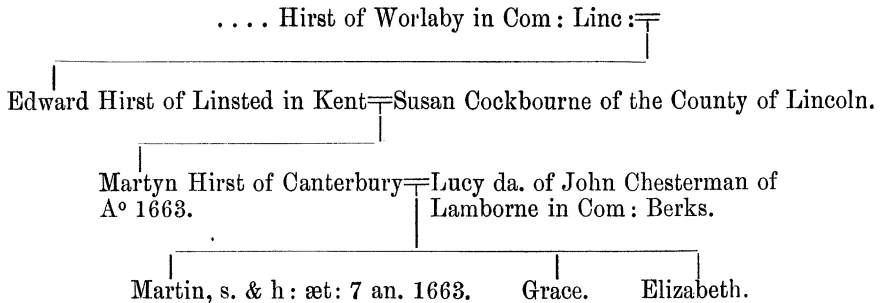 .... Hirst of Worlaby in Com : Linc :
Edward Hirst of Linsted in Kent=Susan Cockbourne of the County of Lincoln.
Martyn Hirst of Canterbury=Lucy da. of John Chesterman of
Aº 1663. Lamborne in Com : Berks.
Martin, s. & h : æt : 7 an. 1663. Grace. Elizabeth.